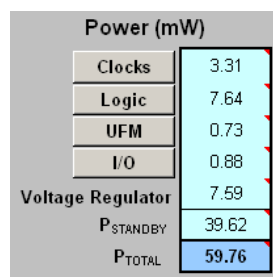 Power (mW)
Clocks 3.31
Logic 7.64
UFM 0.73
I/O 0.88
Voltage Regulator 7.59
PSTANDBY 39.62
PTOTAL 59.76